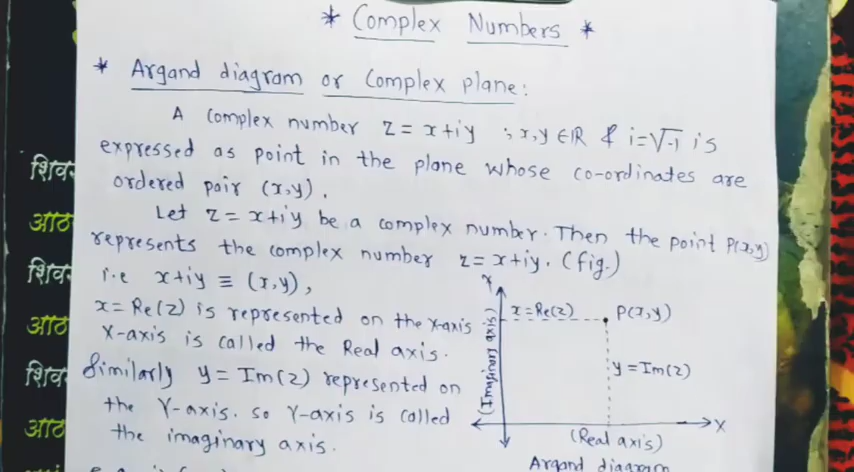 * Complex Numbers *
* Argand diagram or Complex plane:
A complex number z = x+iy ; x,y ∈ ℝ & i=√-1 is
expressed as point in the plane whose co-ordinates are
ordered pair (x,y).
Let z = x+iy be a complex number. Then the point P(x,y)
represents the complex number z = x+iy. (fig.)
i.e x+iy ≡ (x,y),
x = Re(z) is represented on the x-axis
X-axis is called the Real axis.
Similarly y = Im(z) represented on
the Y-axis. so Y-axis is called
the imaginary axis.
Y
x = Re(z)
P(x,y)
(Imaginary axis)
y = Im(z)
X
(Real axis)
Argand diagram
आठ
आठ
आठ